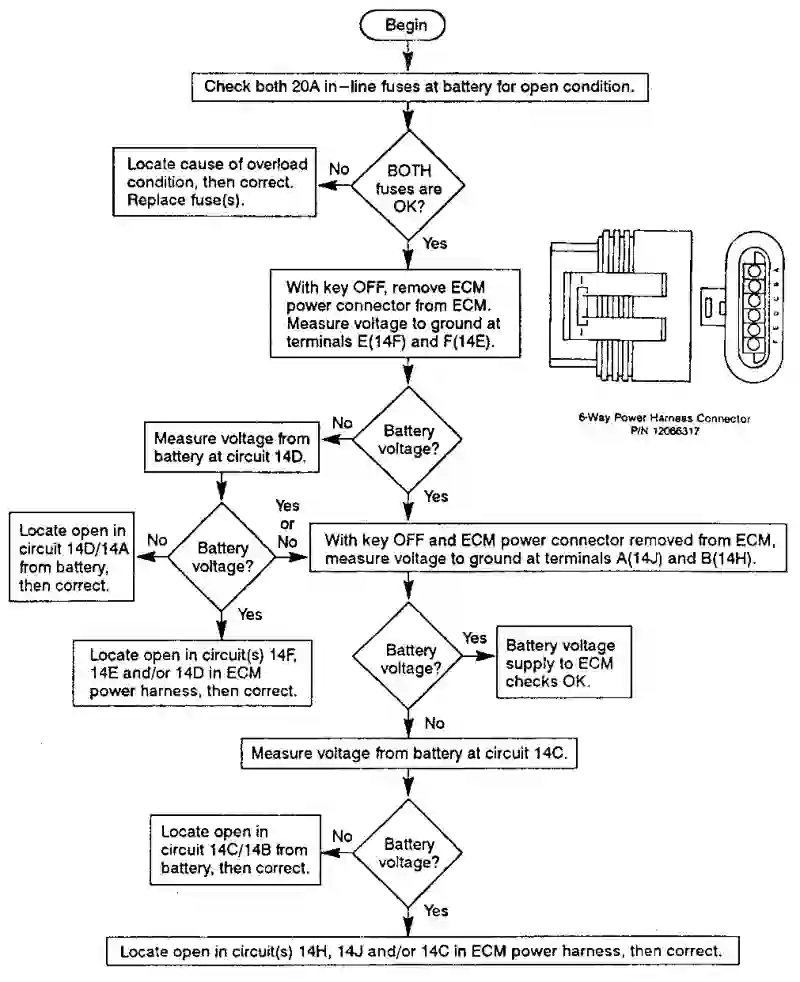 Begin
Check both 20A in-line fuses at battery for open condition.
Locate cause of overload
condition, then correct.
Replace fuse(s).
No
BOTH
fuses are
OK?
Yes
With key OFF, remove ECM
power connector from ECM.
Measure voltage to ground at
terminals E(14F) and F(14E).
A
B
C
D
E
F
6-Way Power Harness Connector
P/N 12066317
No
Battery
voltage?
Yes
Measure voltage from
battery at circuit 14D.
Locate open in
circuit 14D/14A
from battery,
then correct.
No
Battery
voltage?
Yes
or
No
Yes
With key OFF and ECM power connector removed from ECM,
measure voltage to ground at terminals A(14J) and B(14H).
Locate open in circuit(s) 14F,
14E and/or 14D in ECM
power harness, then correct.
Battery
voltage?
Yes
Battery voltage
supply to ECM
checks OK.
No
Measure voltage from battery at circuit 14C.
Locate open in
circuit 14C/14B from
battery, then correct.
No
Battery
voltage?
Yes
Locate open in circuit(s) 14H, 14J and/or 14C in ECM power harness, then correct.